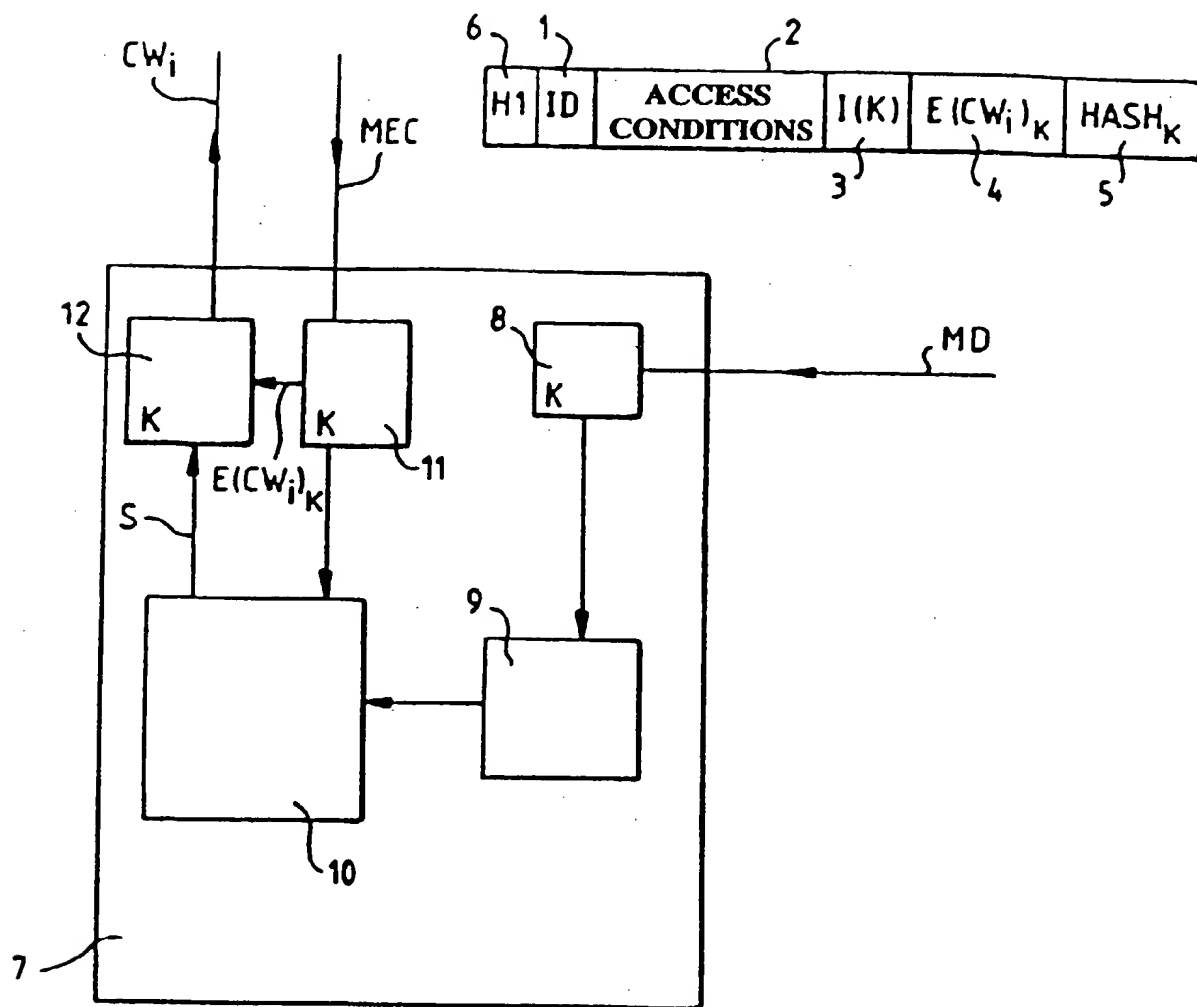 6 1 2
H1 ID ACCESS CONDITIONS I(K) E(CWi)K HASHK
3 4 5
CWi
MEC
12
K
K
11
E(CWi)K
8
K
MD
S
9
10
7